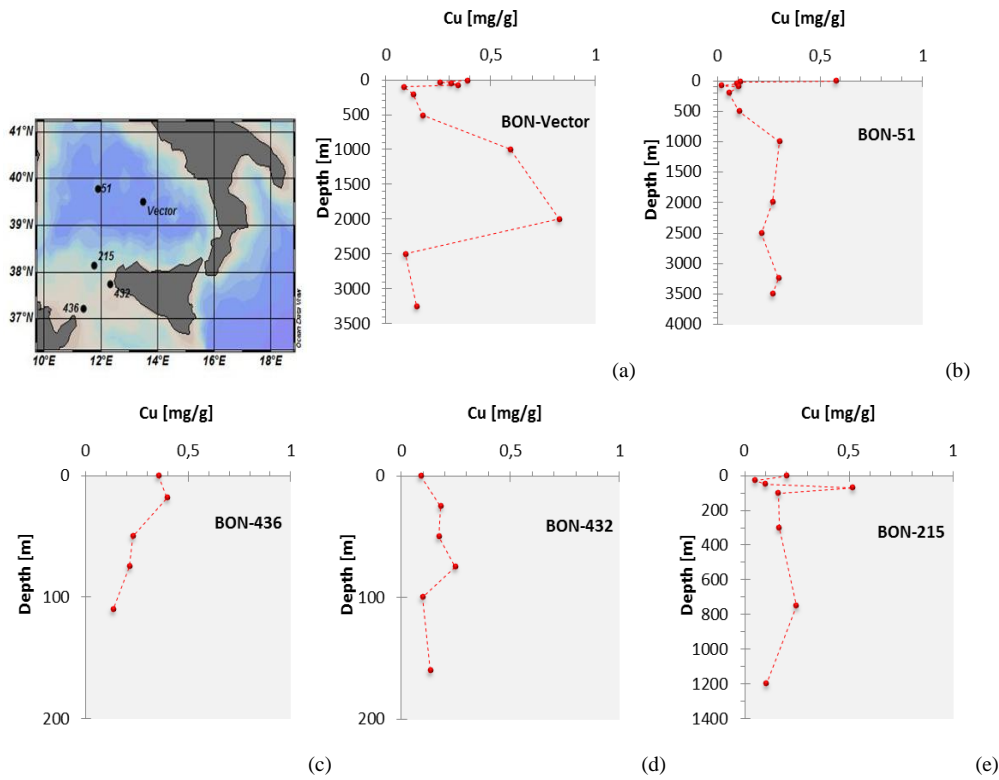 Cu [mg/g]
0 0,5 1
0
500
1000
1500
2000
2500
3000
3500
Depth [m]
BON-Vector
(a)
Cu [mg/g]
0 0,5 1
0
500
1000
1500
2000
2500
3000
3500
4000
Depth [m]
BON-51
(b)
41°N
40°N
39°N
38°N
37°N
10°E 12°E 14°E 16°E 18°E
51
Vector
215
432
436
Ocean Data View
Cu [mg/g]
0 0,5 1
0
100
200
Depth [m]
BON-436
(c)
Cu [mg/g]
0 0,5 1
0
100
200
Depth [m]
BON-432
(d)
Cu [mg/g]
0 0,5 1
0
200
400
600
800
1000
1200
1400
Depth [m]
BON-215
(e)